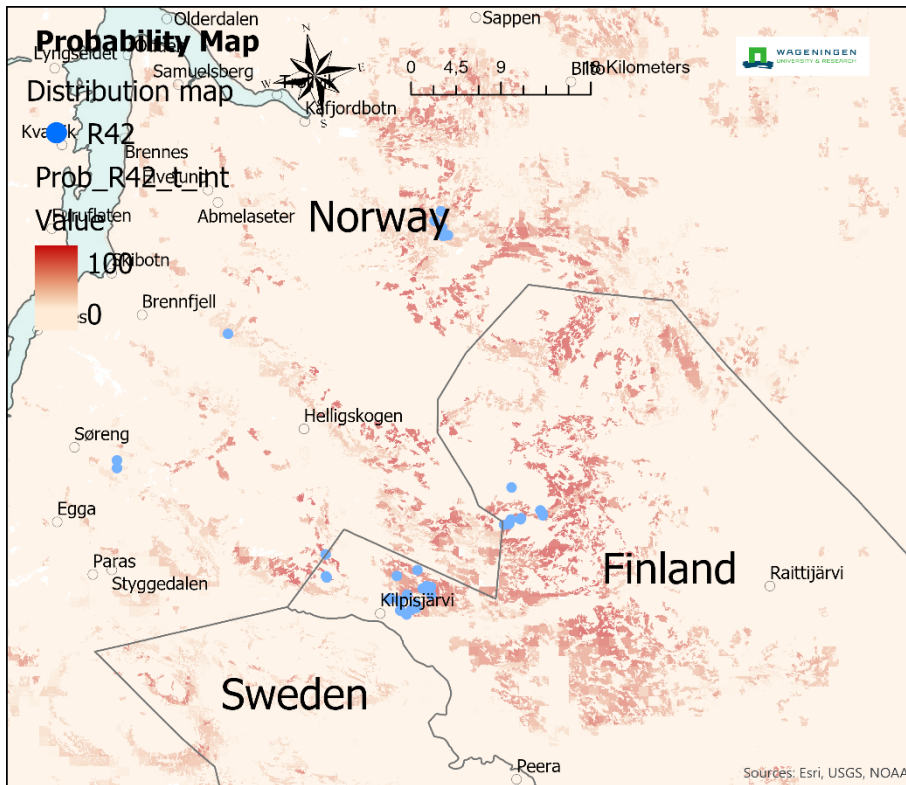 Olderdalen
Sappen
Probability Map
Lyngseidet
Samuelsberg
N
W
E
S
0 4,5 9 18 Kilometers
Bilto
WAGENINGEN
UNIVERSITY & RESEARCH
Distribution map
Kåfjordbotn
R42
Brennes
Prob_R42_t_int
Abmelaseter
Value
Norway
100
Skibotn
0
Brennfjell
Helligskogen
Søreng
Egga
Paras
Styggedalen
Finland
Raittijärvi
Kilpisjärvi
Sweden
Peera
Sources: Esri, USGS, NOAA